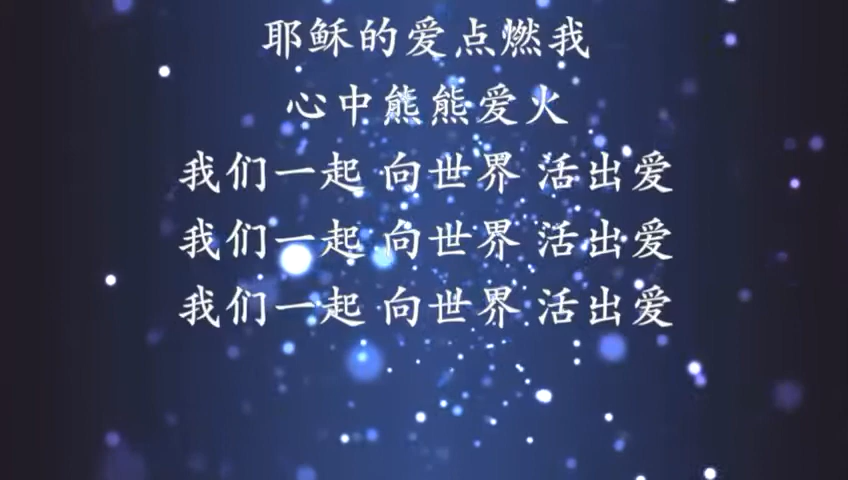 耶稣的爱点燃我
心中熊熊爱火
我们一起 向世界 活出爱
我们一起 向世界 活出爱
我们一起 向世界 活出爱